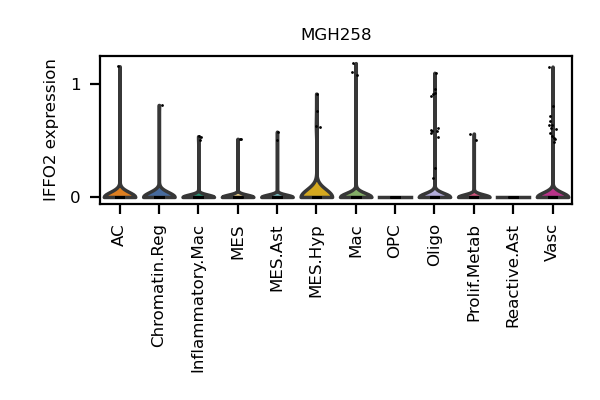 MGH258
IFFO2 expression
1
0
AC
Chromatin.Reg
Inflammatory.Mac
MES
MES.Ast
MES.Hyp
Mac
OPC
Oligo
Prolif.Metab
Reactive.Ast
Vasc